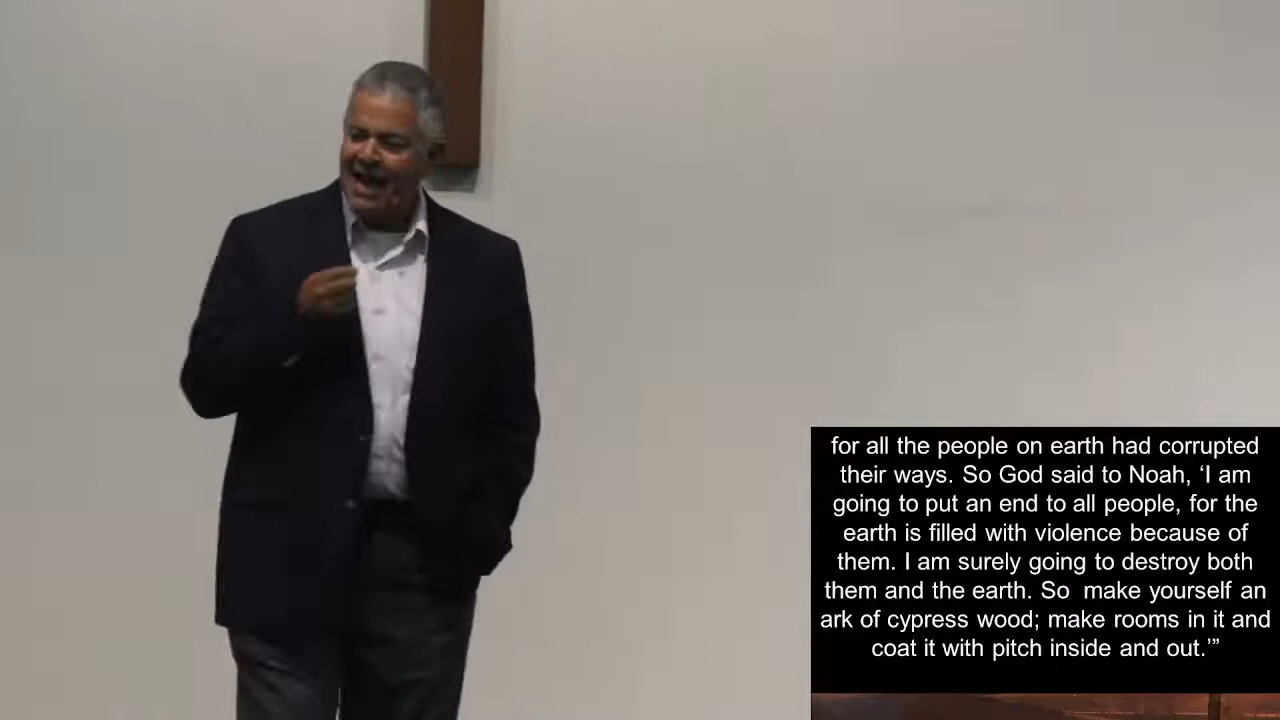 for all the people on earth had corrupted
their ways. So God said to Noah, ‘I am
going to put an end to all people, for the
earth is filled with violence because of
them. I am surely going to destroy both
them and the earth. So  make yourself an
ark of cypress wood; make rooms in it and
coat it with pitch inside and out.’”